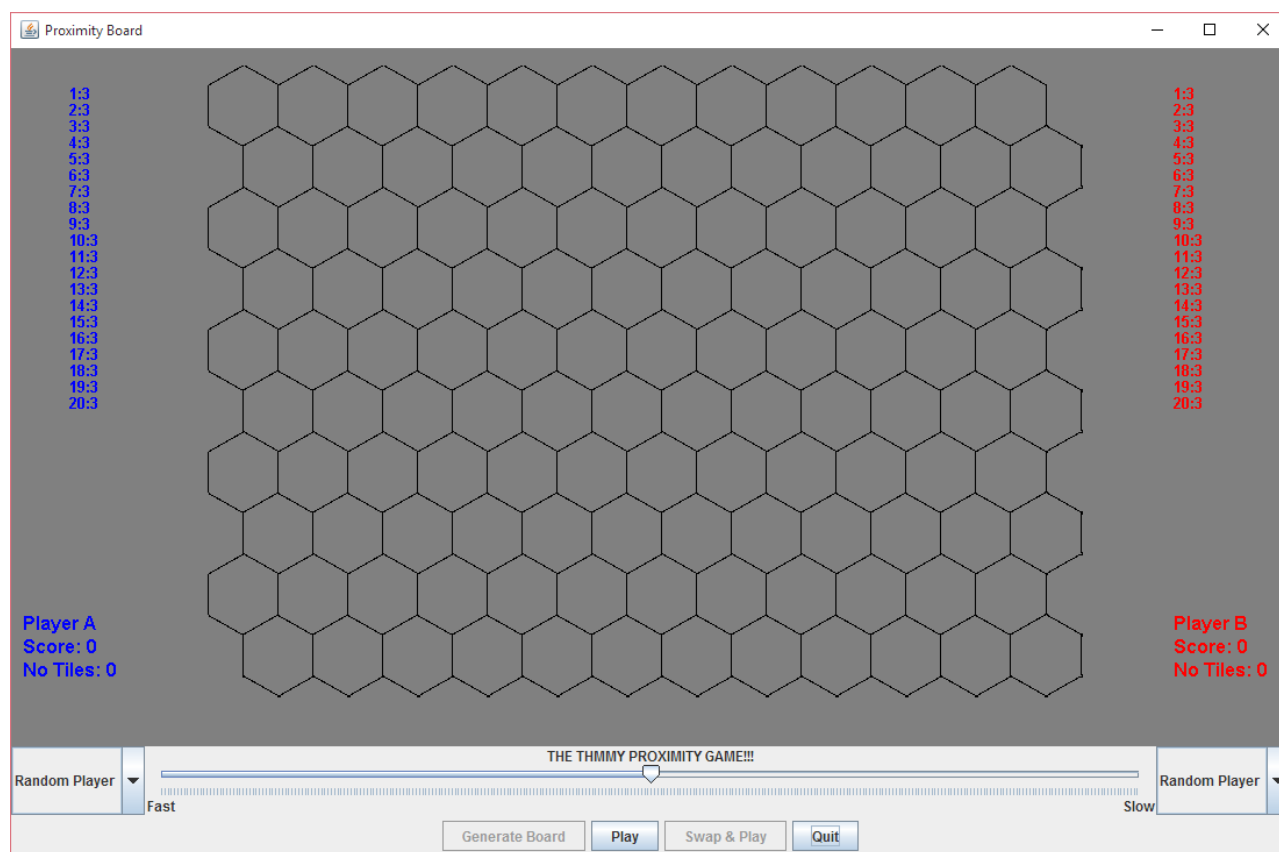 Proximity Board
1:3
2:3
3:3
4:3
5:3
6:3
7:3
8:3
9:3
10:3
11:3
12:3
13:3
14:3
15:3
16:3
17:3
18:3
19:3
20:3
Player A
Score: 0
No Tiles: 0
1:3
2:3
3:3
4:3
5:3
6:3
7:3
8:3
9:3
10:3
11:3
12:3
13:3
14:3
15:3
16:3
17:3
18:3
19:3
20:3
Player B
Score: 0
No Tiles: 0
THE THMMY PROXIMITY GAME!!!
Random Player
Random Player
Fast
Slow
Generate Board
Play
Swap & Play
Quit